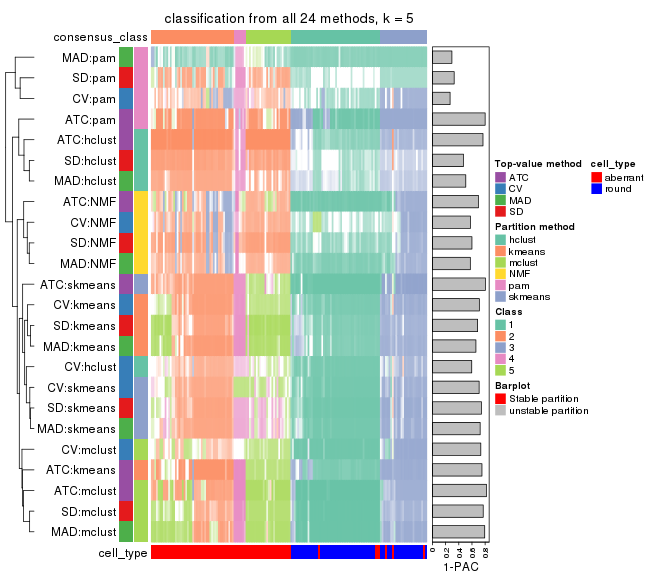 classification from all 24 methods, k = 5
consensus_class
MAD:pam
SD:pam
CV:pam
ATC:pam
ATC:hclust
SD:hclust
MAD:hclust
ATC:NMF
CV:NMF
SD:NMF
MAD:NMF
ATC:skmeans
CV:kmeans
SD:kmeans
MAD:kmeans
CV:hclust
CV:skmeans
SD:skmeans
MAD:skmeans
CV:mclust
ATC:kmeans
ATC:mclust
SD:mclust
MAD:mclust
cell_type
0 0.2 0.4 0.6 0.8
1-PAC
Top-value method
ATC
CV
MAD
SD
Partition method
hclust
kmeans
mclust
NMF
pam
skmeans
Class
1
2
3
4
5
Barplot
Stable partition
unstable partition
cell_type
aberrant
round